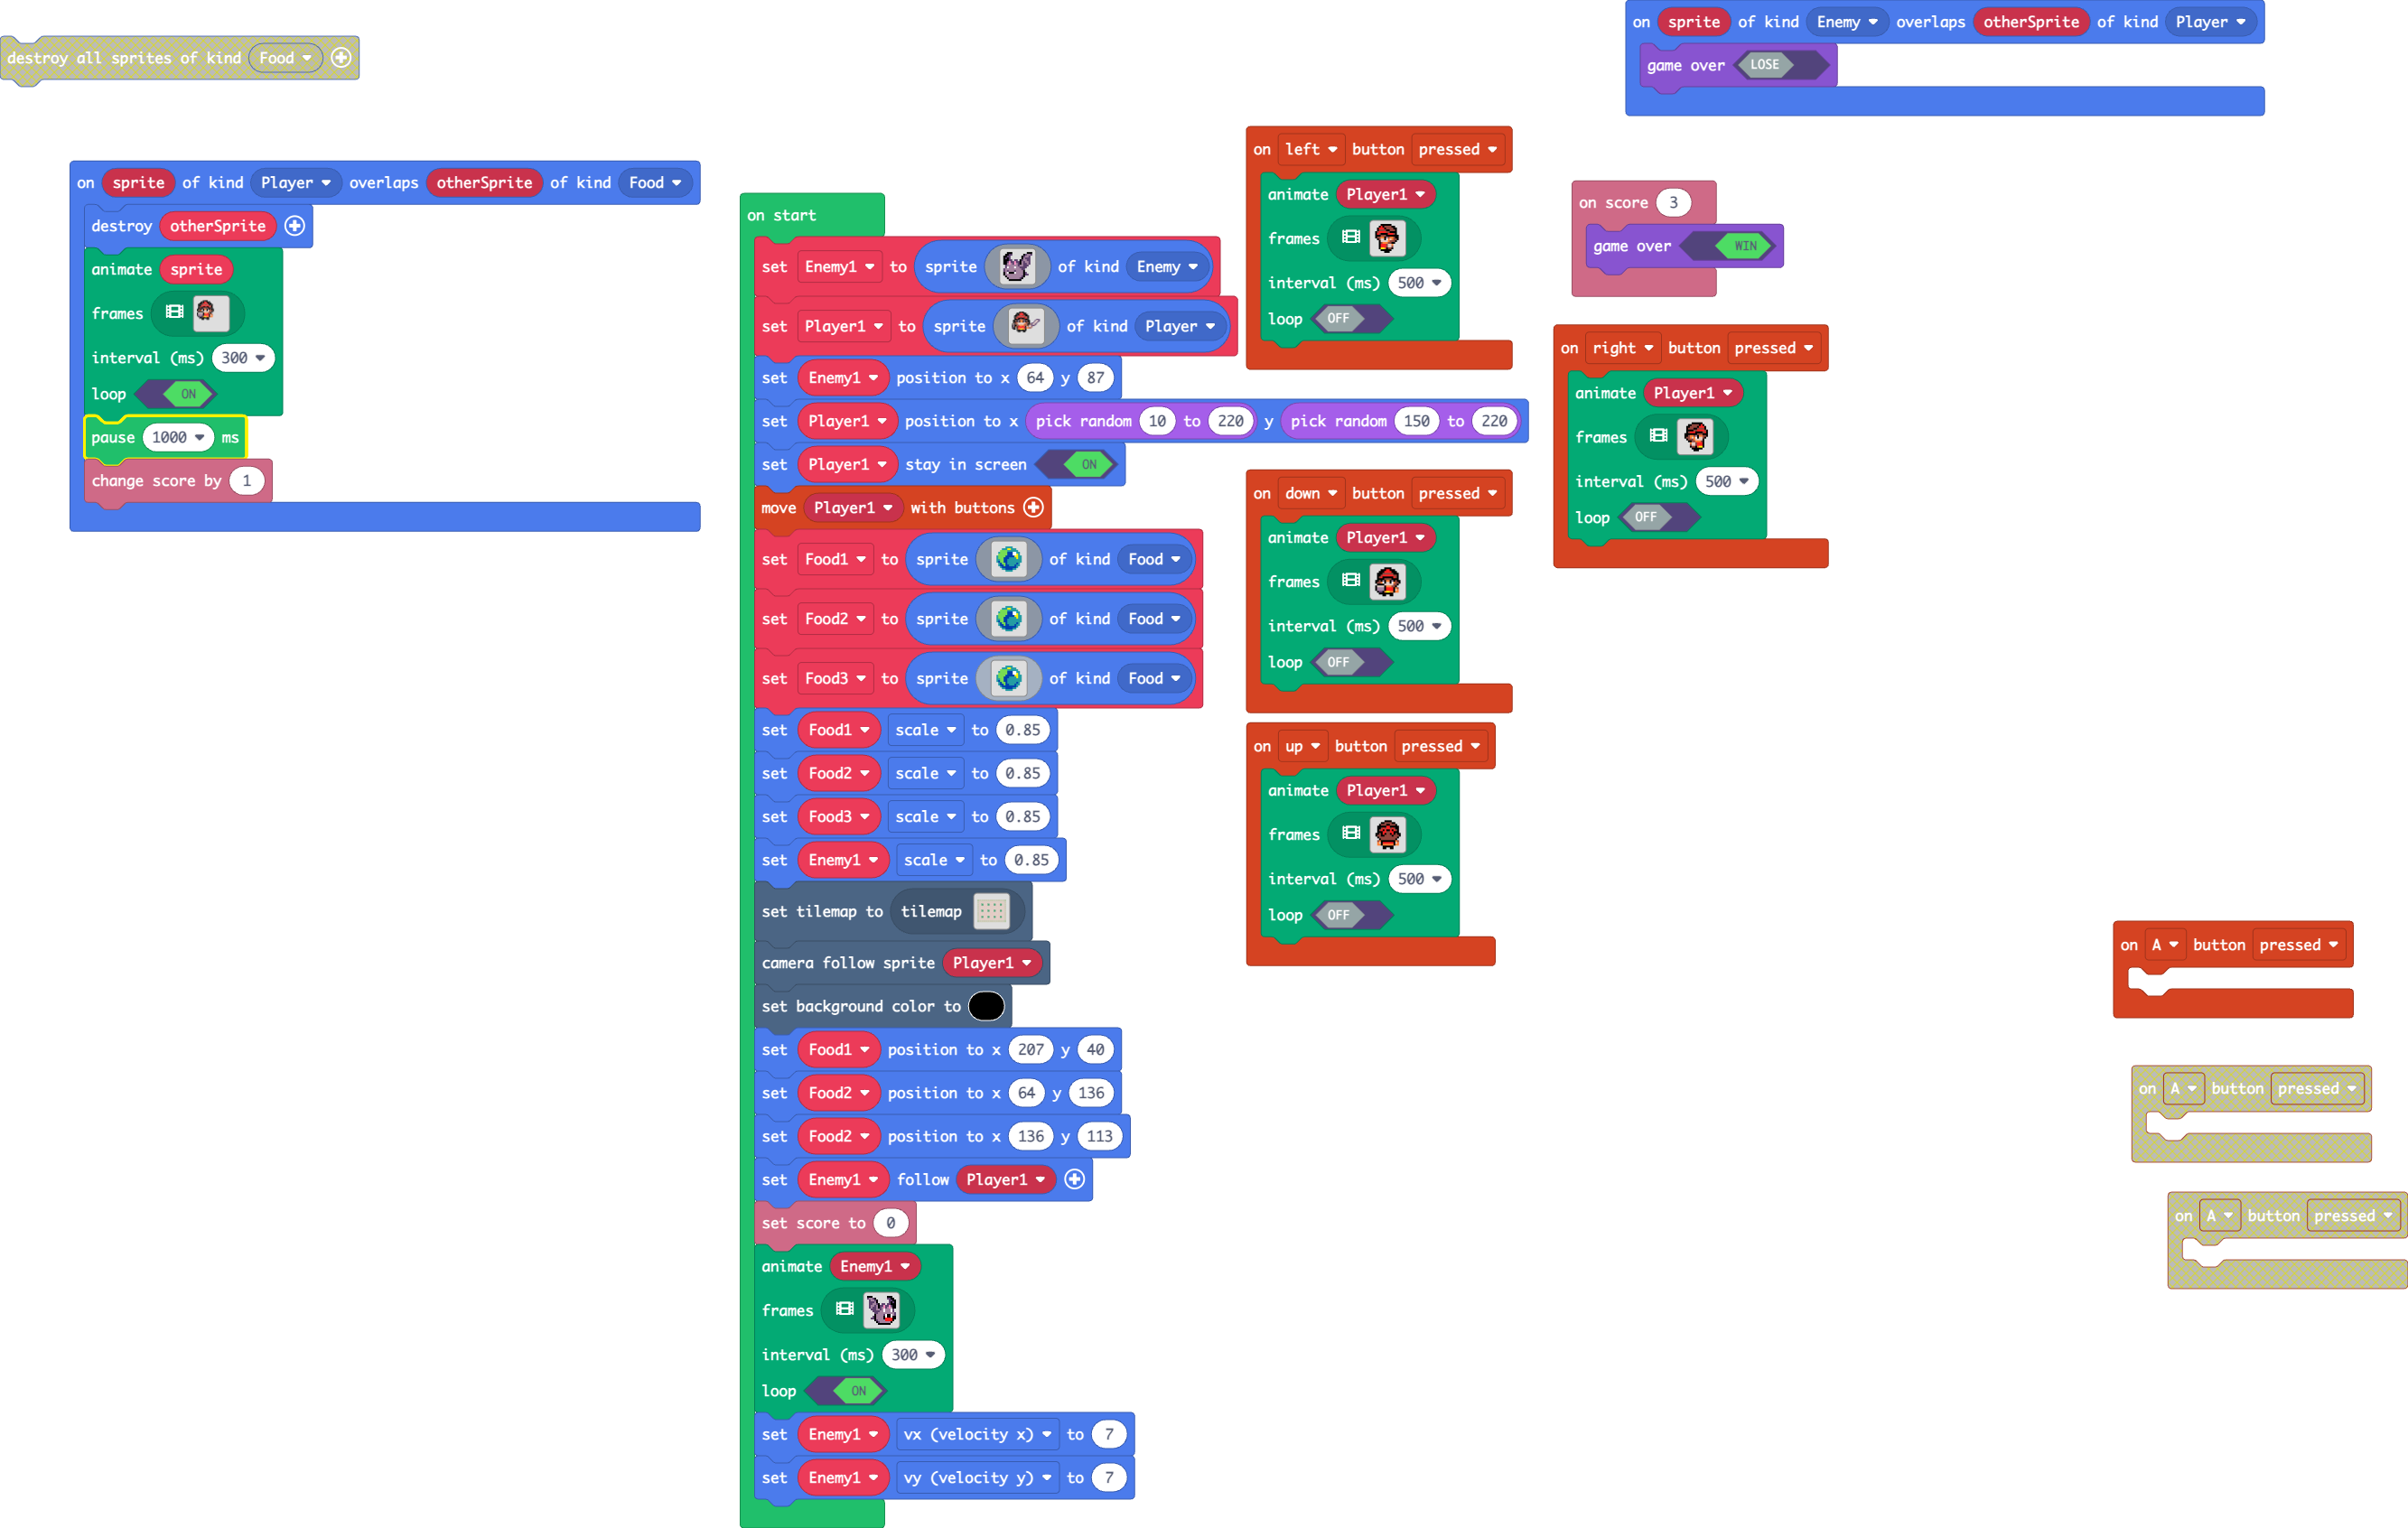 destroy all sprites of kind Food
on sprite of kind Player overlaps otherSprite of kind Food
destroy otherSprite
animate sprite
frames
interval (ms) 300
loop ON
pause 1000 ms
change score by 1
on start
set Enemy1 to sprite of kind Enemy
set Player1 to sprite of kind Player
set Enemy1 position to x 64 y 87
set Player1 position to x pick random 10 to 220 y pick random 150 to 220
set Player1 stay in screen ON
move Player1 with buttons
set Food1 to sprite of kind Food
set Food2 to sprite of kind Food
set Food3 to sprite of kind Food
set Food1 scale to 0.85
set Food2 scale to 0.85
set Food3 scale to 0.85
set Enemy1 scale to 0.85
set tilemap to tilemap
camera follow sprite Player1
set background color to
set Food1 position to x 207 y 40
set Food2 position to x 64 y 136
set Food2 position to x 136 y 113
set Enemy1 follow Player1
set score to 0
animate Enemy1
frames
interval (ms) 300
loop ON
set Enemy1 vx (velocity x) to 7
set Enemy1 vy (velocity y) to 7
on left button pressed
animate Player1
frames
interval (ms) 500
loop OFF
on down button pressed
animate Player1
frames
interval (ms) 500
loop OFF
on up button pressed
animate Player1
frames
interval (ms) 500
loop OFF
on sprite of kind Enemy overlaps otherSprite of kind Player
game over LOSE
on score 3
game over WIN
on right button pressed
animate Player1
frames
interval (ms) 500
loop OFF
on A button pressed
on A button pressed
on A button pressed